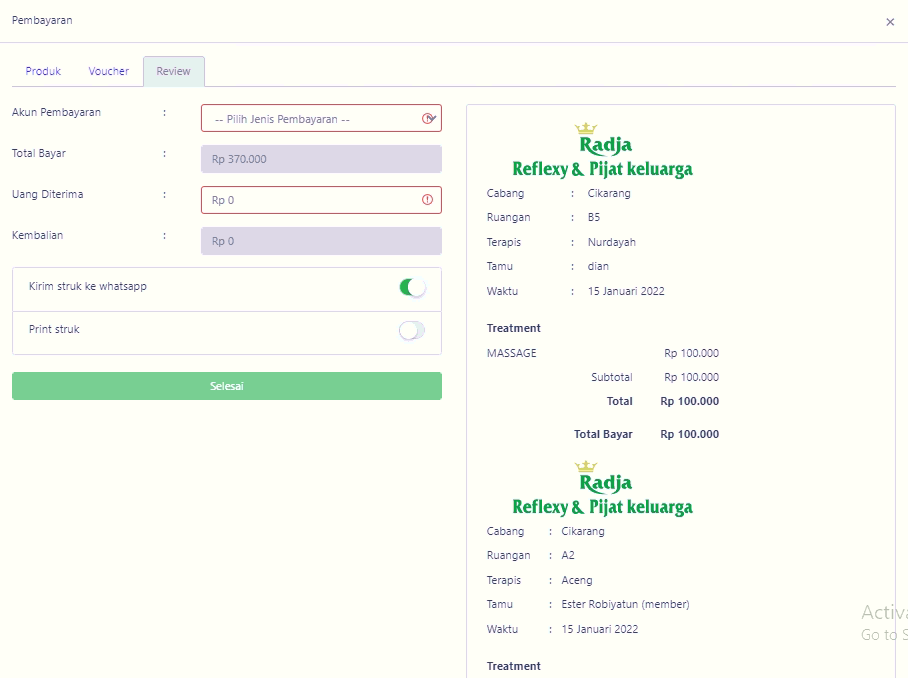 Pembayaran
×
Produk Voucher Review
Akun Pembayaran : -- Pilih Jenis Pembayaran --
Total Bayar : Rp 370.000
Uang Diterima : Rp 0
Kembalian : Rp 0
Kirim struk ke whatsapp
Print struk
Selesai
Radja
Reflexy & Pijat keluarga
Cabang : Cikarang
Ruangan : B5
Terapis : Nurdayah
Tamu : dian
Waktu : 15 Januari 2022
Treatment
MASSAGE Rp 100.000
Subtotal Rp 100.000
Total Rp 100.000
Total Bayar Rp 100.000
Radja
Reflexy & Pijat keluarga
Cabang : Cikarang
Ruangan : A2
Terapis : Aceng
Tamu : Ester Robiyatun (member)
Waktu : 15 Januari 2022
Treatment
Activa
Go to S